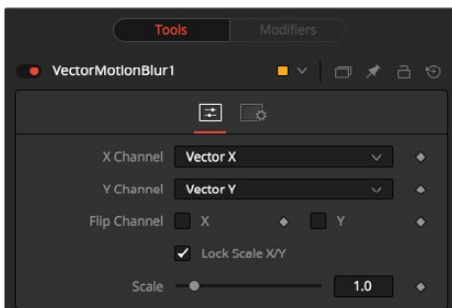 Tools Modifiers
VectorMotionBlur1
X Channel Vector X
Y Channel Vector Y
Flip Channel X Y
Lock Scale X/Y
Scale 1.0